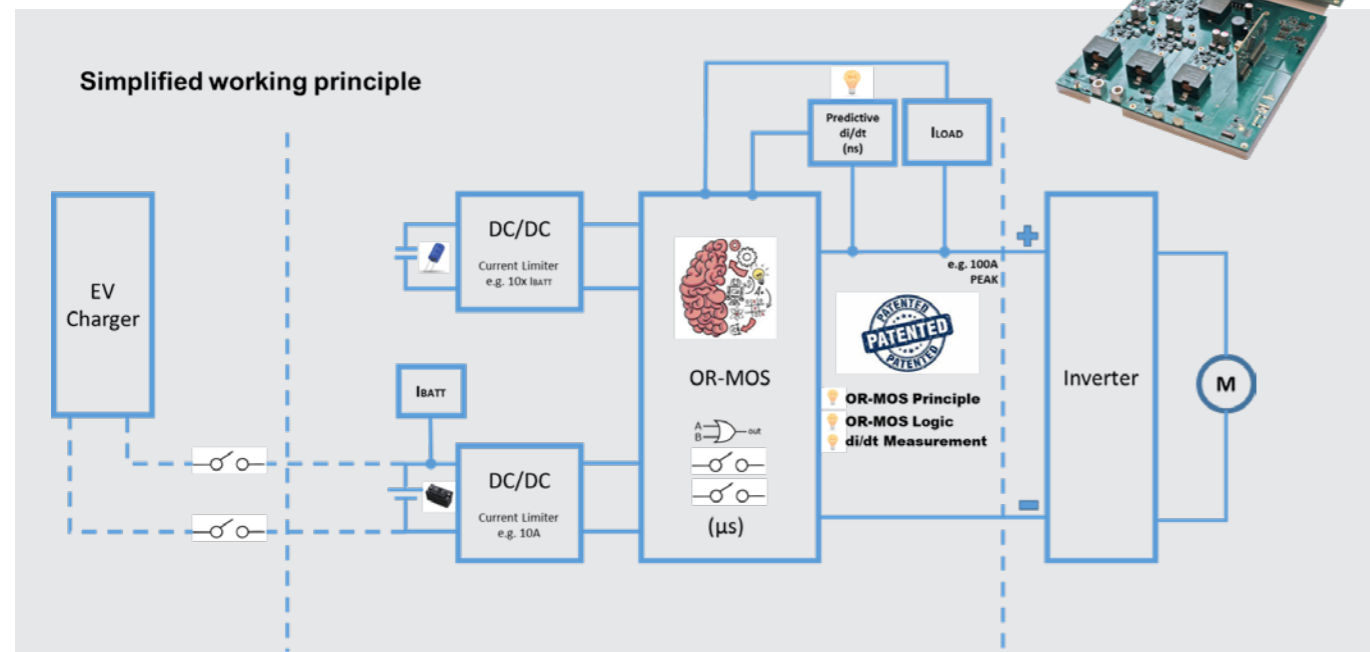 Simplified working principle
EV
Charger
DC/DC
Current Limiter
e.g. 10x IBATT
IBATT
DC/DC
Current Limiter
e.g. 10A
OR-MOS
A
B
out
(µs)
Predictive
di/dt
(ns)
ILOAD
e.g. 100A
PEAK
PATENTED
PATENTED
PATENTED
OR-MOS Principle
OR-MOS Logic
di/dt Measurement
Inverter
M